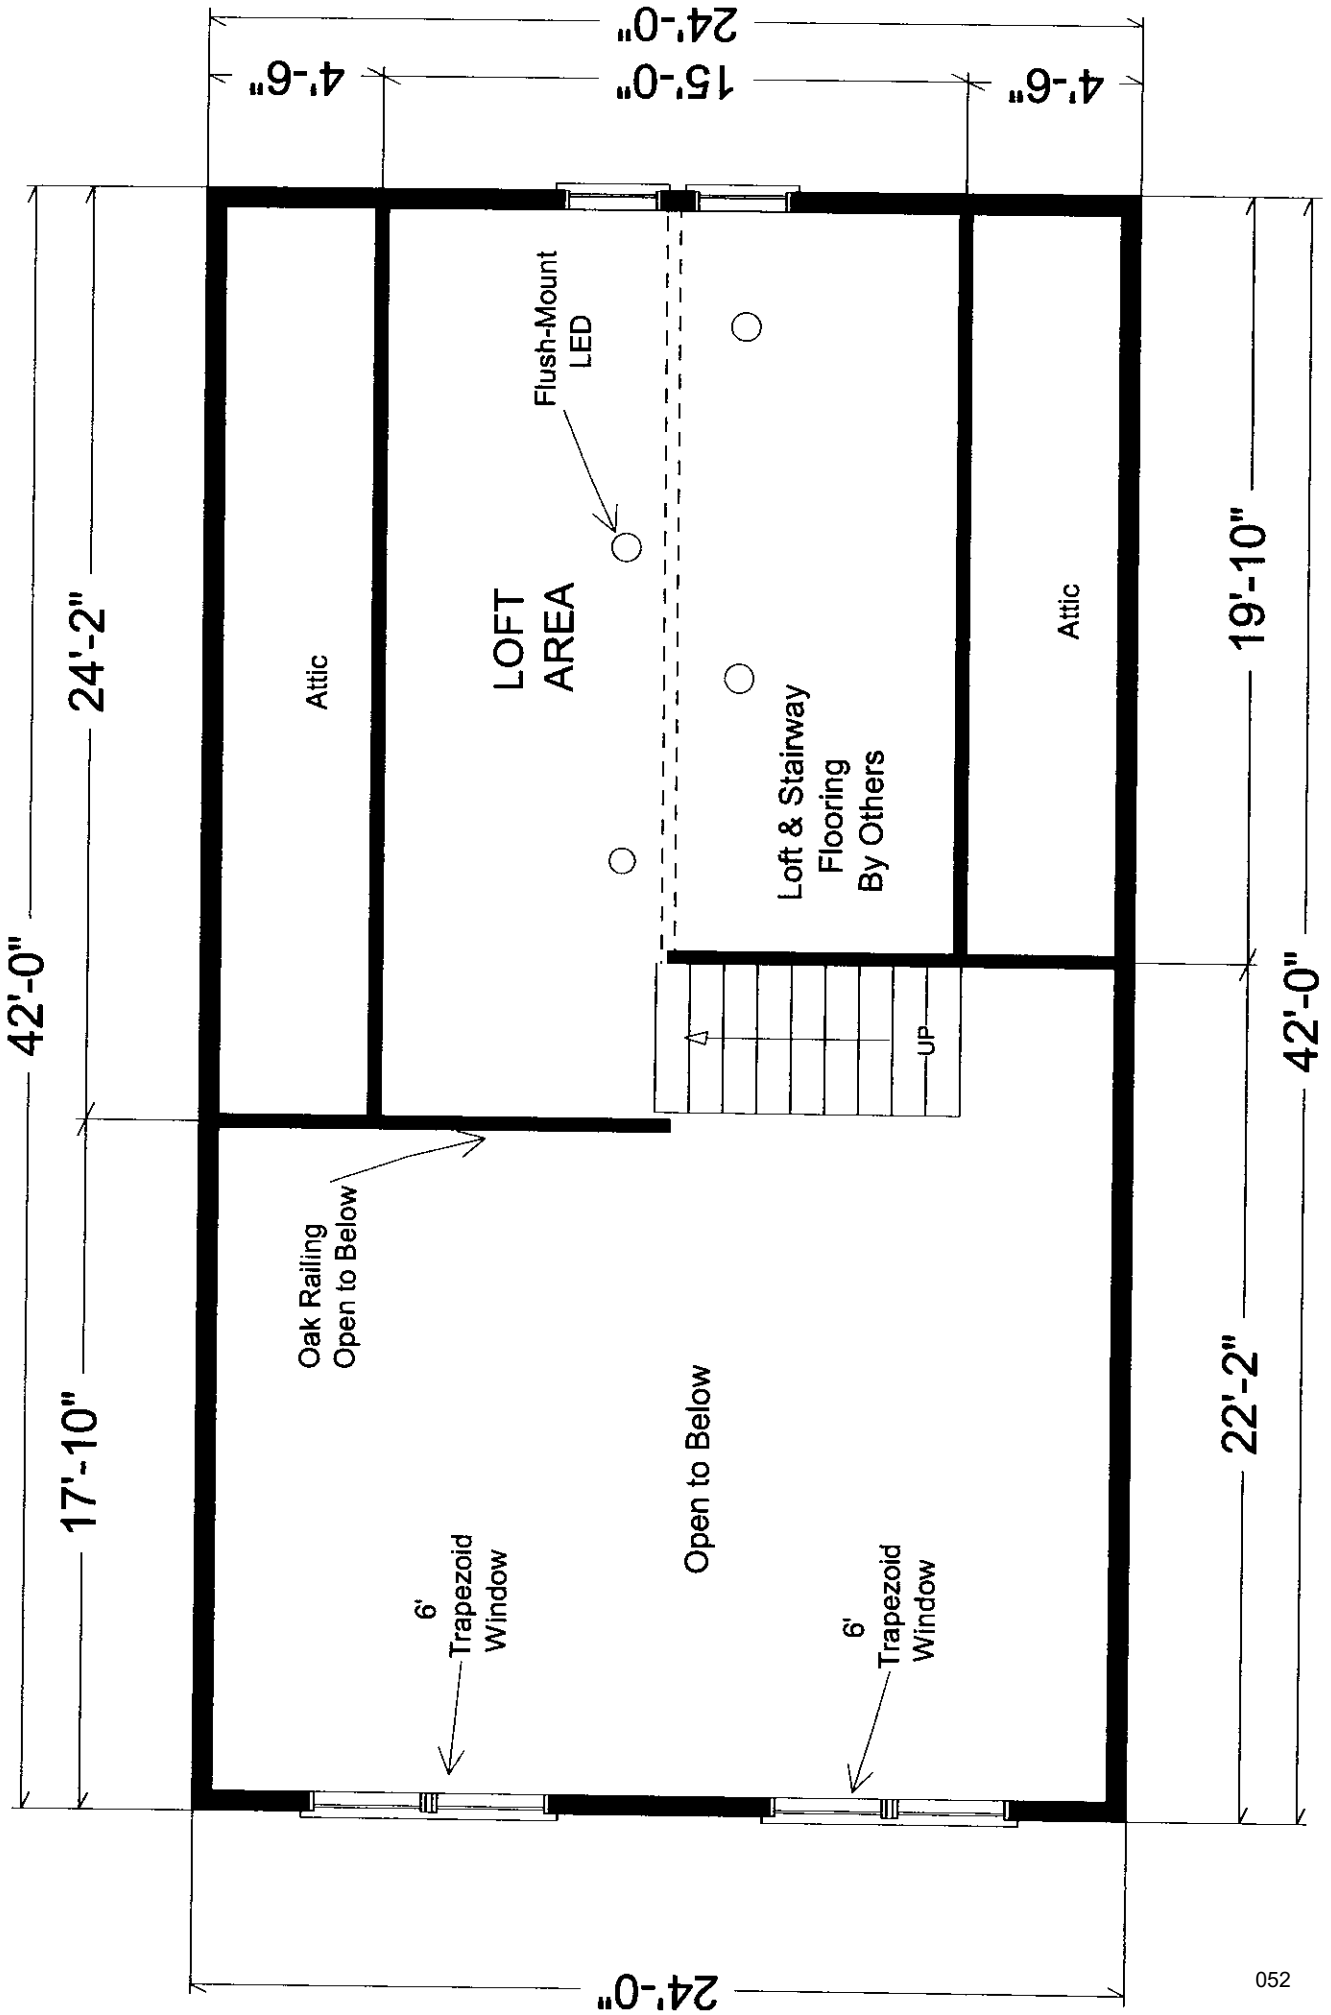 42'-0"
17'-10"
24'-2"
24'-0"
4'-6"
15'-0"
4'-6"
24'-0"
Attic
Oak Railing
Open to Below
6'
Trapezoid
Window
LOFT
AREA
Flush-Mount
LED
Open to Below
Loft & Stairway
Flooring
By Others
6'
Trapezoid
Window
UP
Attic
22'-2"
19'-10"
42'-0"
052